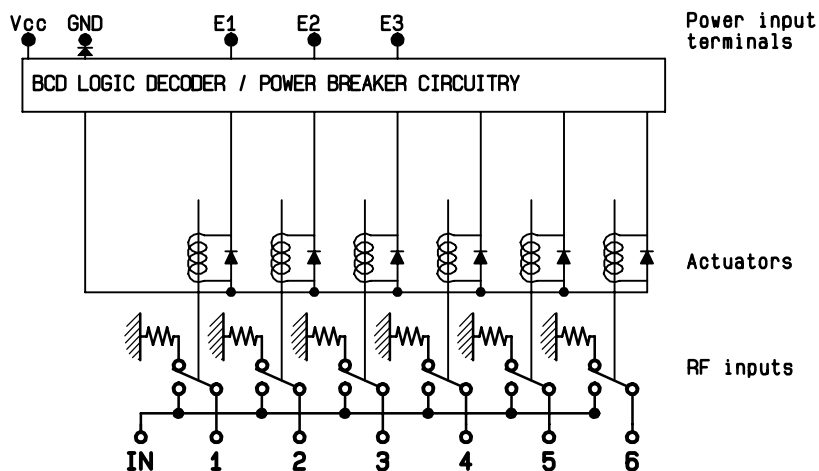 Vcc GND E1 E2 E3
Power input
terminals
BCD LOGIC DECODER / POWER BREAKER CIRCUITRY
Actuators
RF inputs
IN 1 2 3 4 5 6